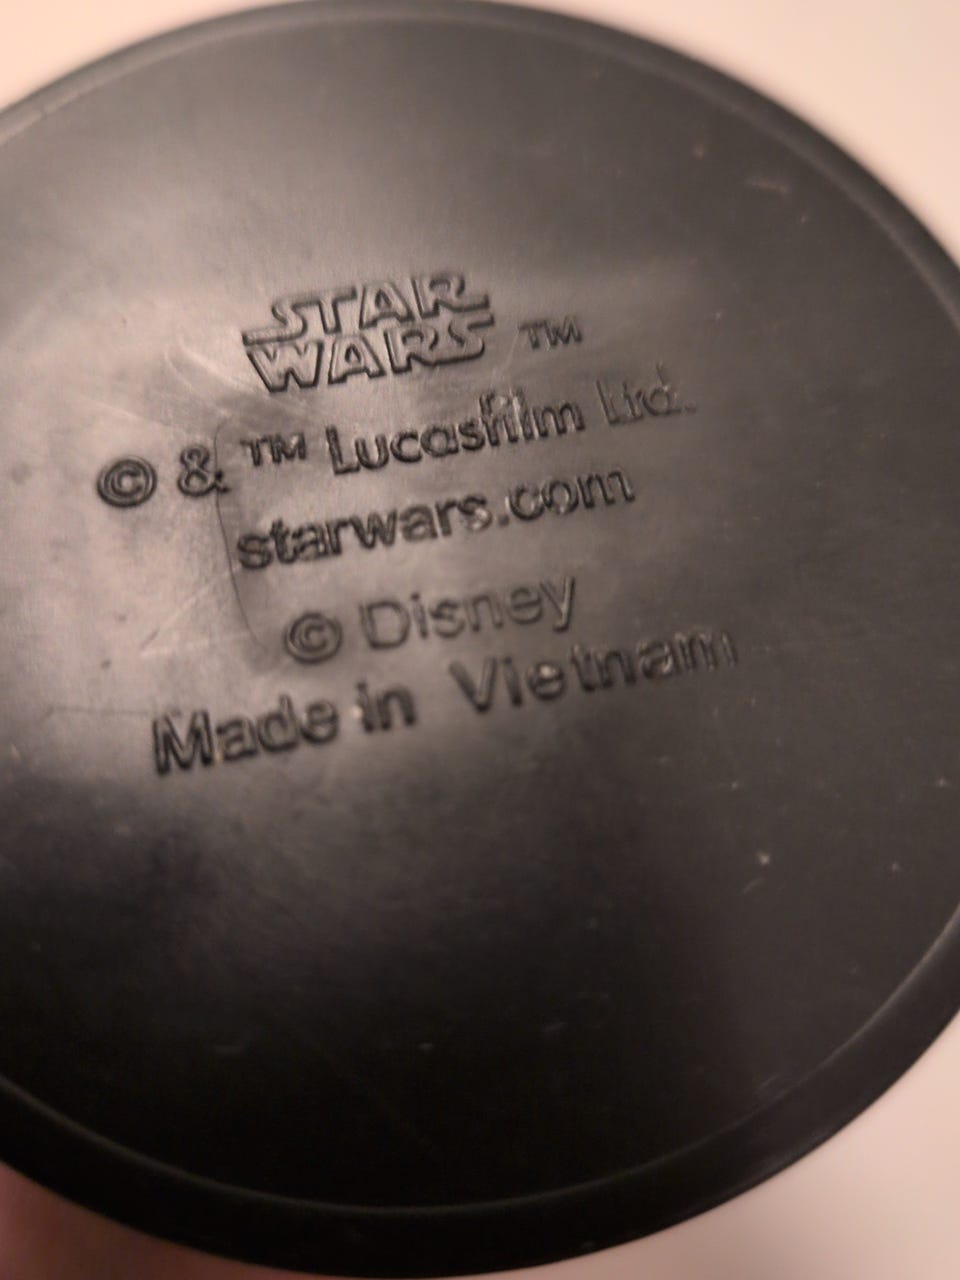 STAR
WARS ™
© & ™ Lucasfilm Ltd.
starwars.com
© Disney
Made in Vietnam